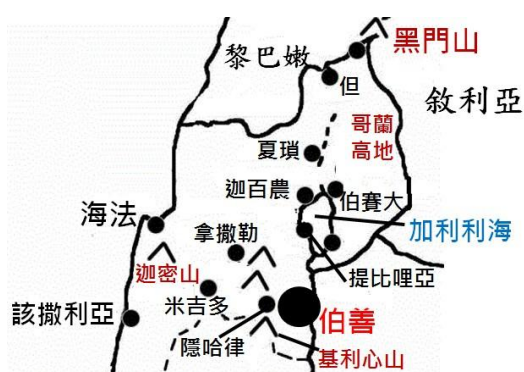 黑門山
黎巴嫩
但
敘利亞
哥蘭
高地
夏瑣
迦百農
伯賽大
海法
加利利海
拿撒勒
提比哩亞
迦密山
米吉多
該撒利亞
伯善
隱哈律
基利心山